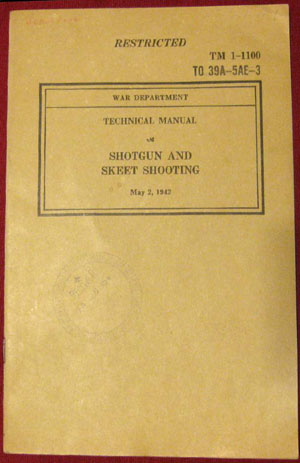 RESTRICTED
TM 1-1100
TO 39A-5AE-3
WAR DEPARTMENT
TECHNICAL MANUAL
SHOTGUN AND
SKEET SHOOTING
May 2, 1942